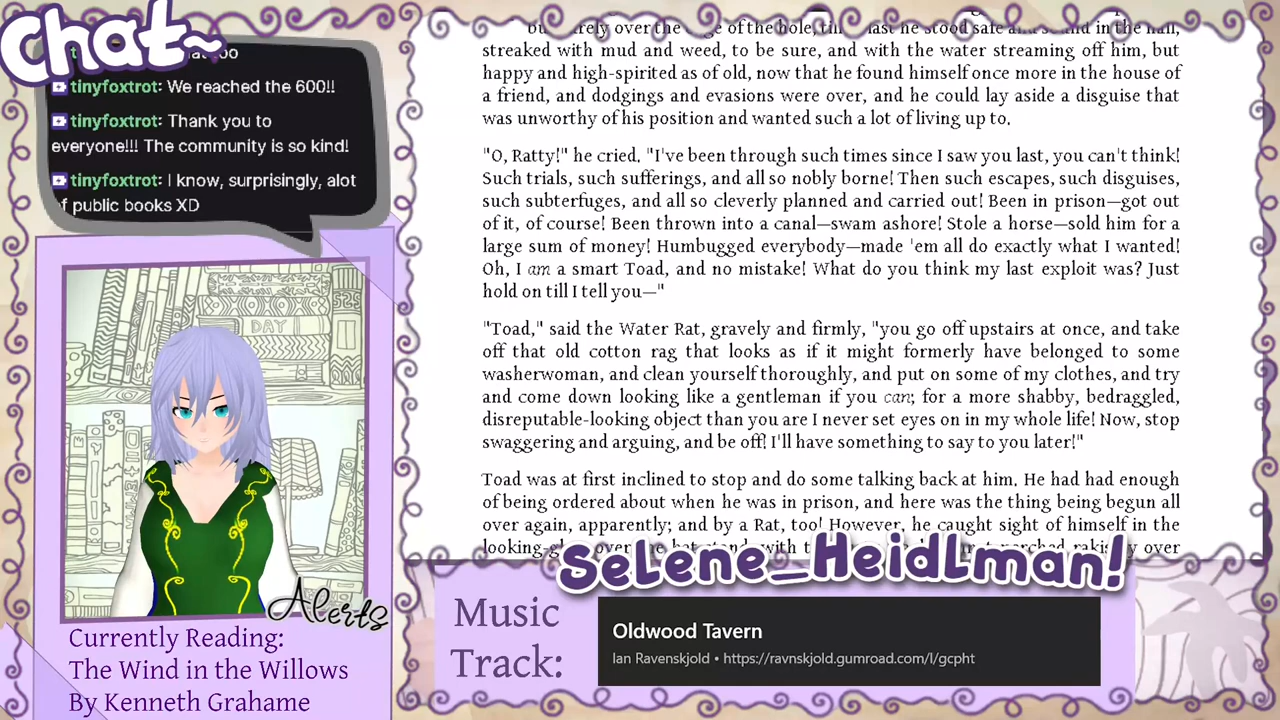 Chat~
tinyfoxtrot: We reached the 600!!
tinyfoxtrot: Thank you to
everyone!!! The community is so kind!
tinyfoxtrot: I know, surprisingly, alot
of public books XD
DAY
Alerts
Currently Reading:
The Wind in the Willows
By Kenneth Grahame
of the hole, last he stood safe and sound in the hall,
streaked with mud and weed, to be sure, and with the water streaming off him, but
happy and high-spirited as of old, now that he found himself once more in the house of
a friend, and dodgings and evasions were over, and he could lay aside a disguise that
was unworthy of his position and wanted such a lot of living up to.
"O, Ratty!" he cried. "I've been through such times since I saw you last, you can't think!
Such trials, such sufferings, and all so nobly borne! Then such escapes, such disguises,
such subterfuges, and all so cleverly planned and carried out! Been in prison—got out
of it, of course! Been thrown into a canal—swam ashore! Stole a horse—sold him for a
large sum of money! Humbugged everybody—made 'em all do exactly what I wanted!
Oh, I am a smart Toad, and no mistake! What do you think my last exploit was? Just
hold on till I tell you—"
"Toad," said the Water Rat, gravely and firmly, "you go off upstairs at once, and take
off that old cotton rag that looks as if it might formerly have belonged to some
washerwoman, and clean yourself thoroughly, and put on some of my clothes, and try
and come down looking like a gentleman if you can; for a more shabby, bedraggled,
disreputable-looking object than you are I never set eyes on in my whole life! Now, stop
swaggering and arguing, and be off! I'll have something to say to you later!"
Toad was at first inclined to stop and do some talking back at him. He had had enough
of being ordered about when he was in prison, and here was the thing being begun all
over again, apparently; and by a Rat, too! However, he caught sight of himself in the
over
Selene_Heidlman!
Music
Track:
Oldwood Tavern
Ian Ravenskjold • https://ravnskjold.gumroad.com/l/gcpht